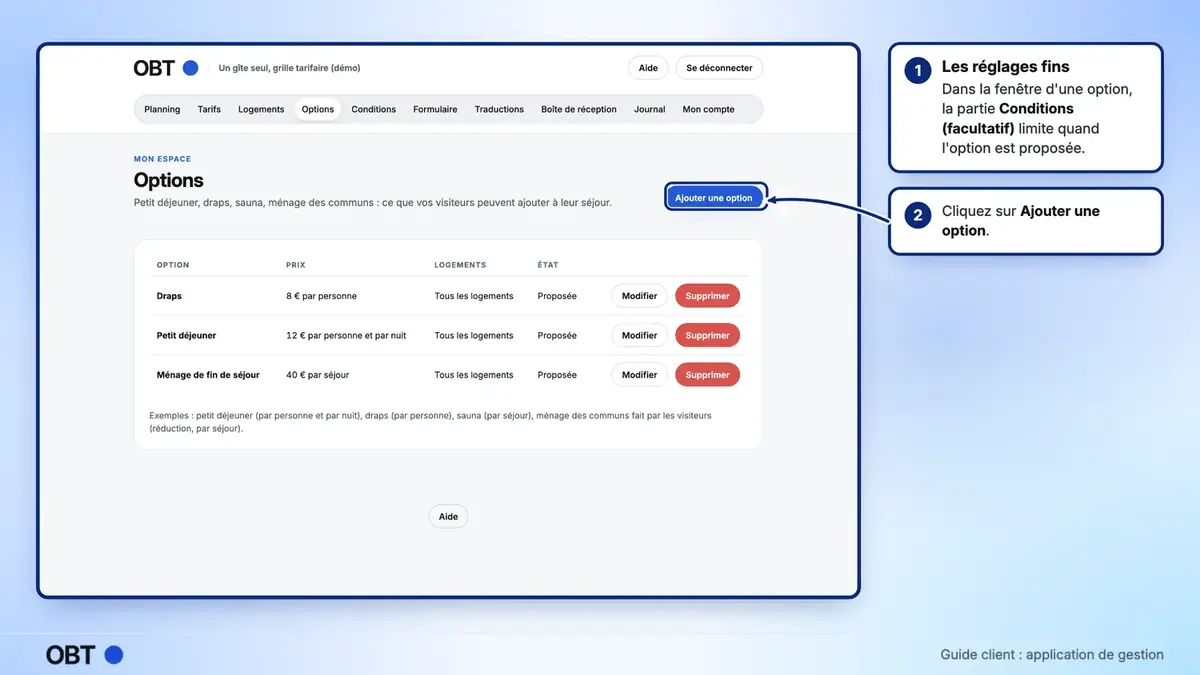 OBT
Un gîte seul, grille tarifaire (démo)
Aide
Se déconnecter
Planning
Tarifs
Logements
Options
Conditions
Formulaire
Traductions
Boîte de réception
Journal
Mon compte
MON ESPACE
Options
Petit déjeuner, draps, sauna, ménage des communs : ce que vos visiteurs peuvent ajouter à leur séjour.
Ajouter une option
OPTION PRIX LOGEMENTS ÉTAT
Draps 8 € par personne Tous les logements Proposée Modifier Supprimer
Petit déjeuner 12 € par personne et par nuit Tous les logements Proposée Modifier Supprimer
Ménage de fin de séjour 40 € par séjour Tous les logements Proposée Modifier Supprimer
Exemples : petit déjeuner (par personne et par nuit), draps (par personne), sauna (par séjour), ménage des communs fait par les visiteurs
(réduction, par séjour).
Aide
1 Les réglages fins
Dans la fenêtre d'une option,
la partie Conditions
(facultatif) limite quand
l'option est proposée.
2 Cliquez sur Ajouter une
option.
OBT
Guide client : application de gestion